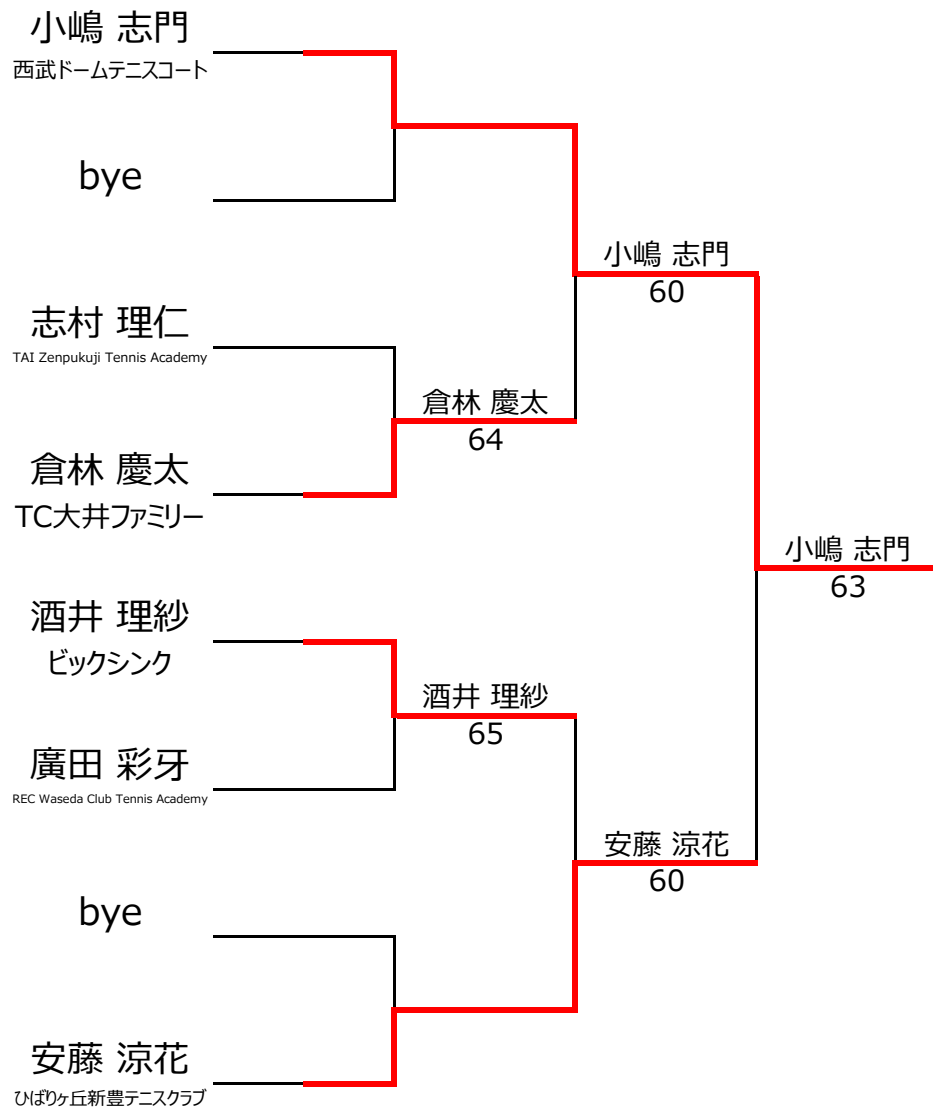 小嶋 志門
西武ドームテニスコート
bye
志村 理仁
TAI Zenpukuji Tennis Academy
倉林 慶太
TC大井ファミリー
酒井 理紗
ビックシンク
廣田 彩牙
REC Waseda Club Tennis Academy
bye
安藤 涼花
ひばりヶ丘新豊テニスクラブ
倉林 慶太
64
酒井 理紗
65
小嶋 志門
60
安藤 涼花
60
小嶋 志門
63